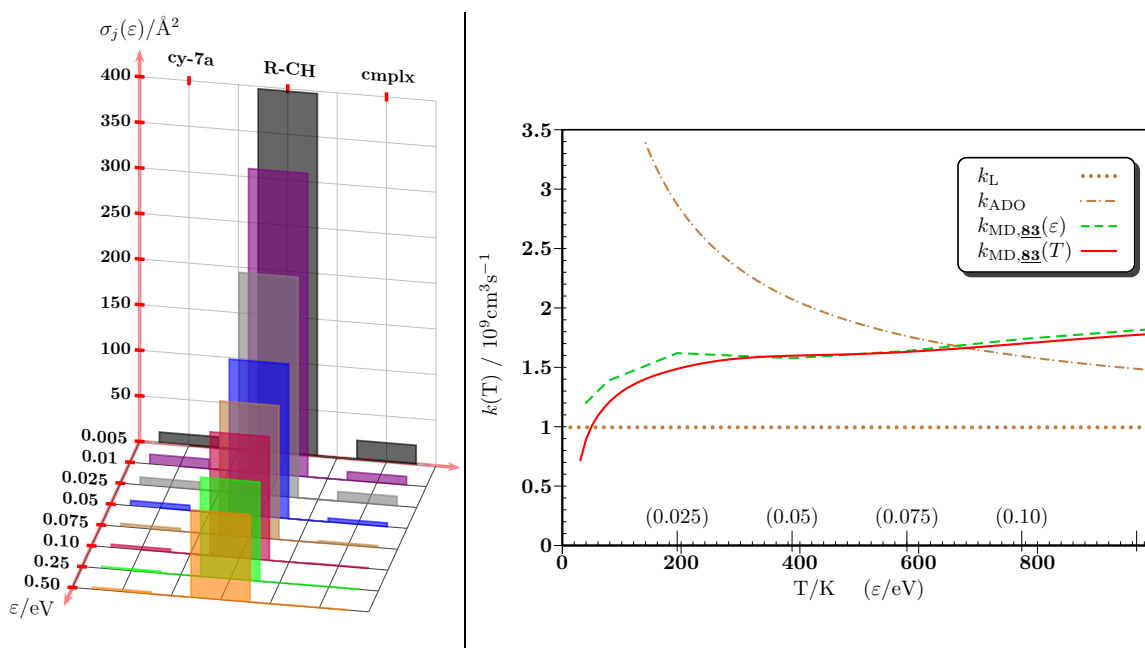 σj(ε)/Å²
cy-7a R-CH cmplx
400
350
300
250
200
150
100
50
0.005
0.01
0.025
0.05
0.075
0.10
0.25
0.50
ε/eV
k(T) / 10⁹cm³s⁻¹
3.5
3
2.5
2
1.5
1
0.5
0
kL
kADO
kMD,83(ε)
kMD,83(T)
(0.025) (0.05) (0.075) (0.10)
0 200 400 600 800
T/K (ε/eV)